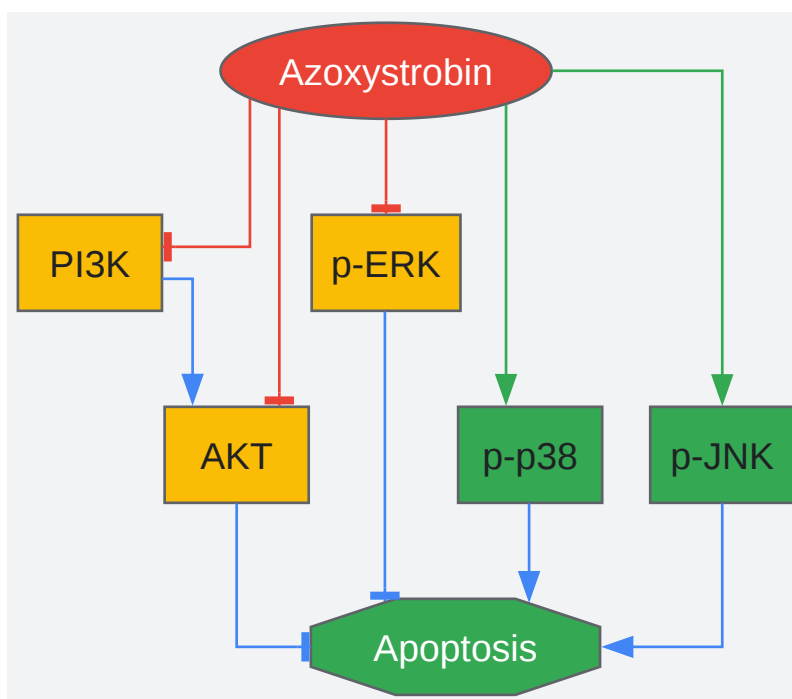 Azoxystrobin
PI3K
p-ERK
AKT
p-p38
p-JNK
Apoptosis